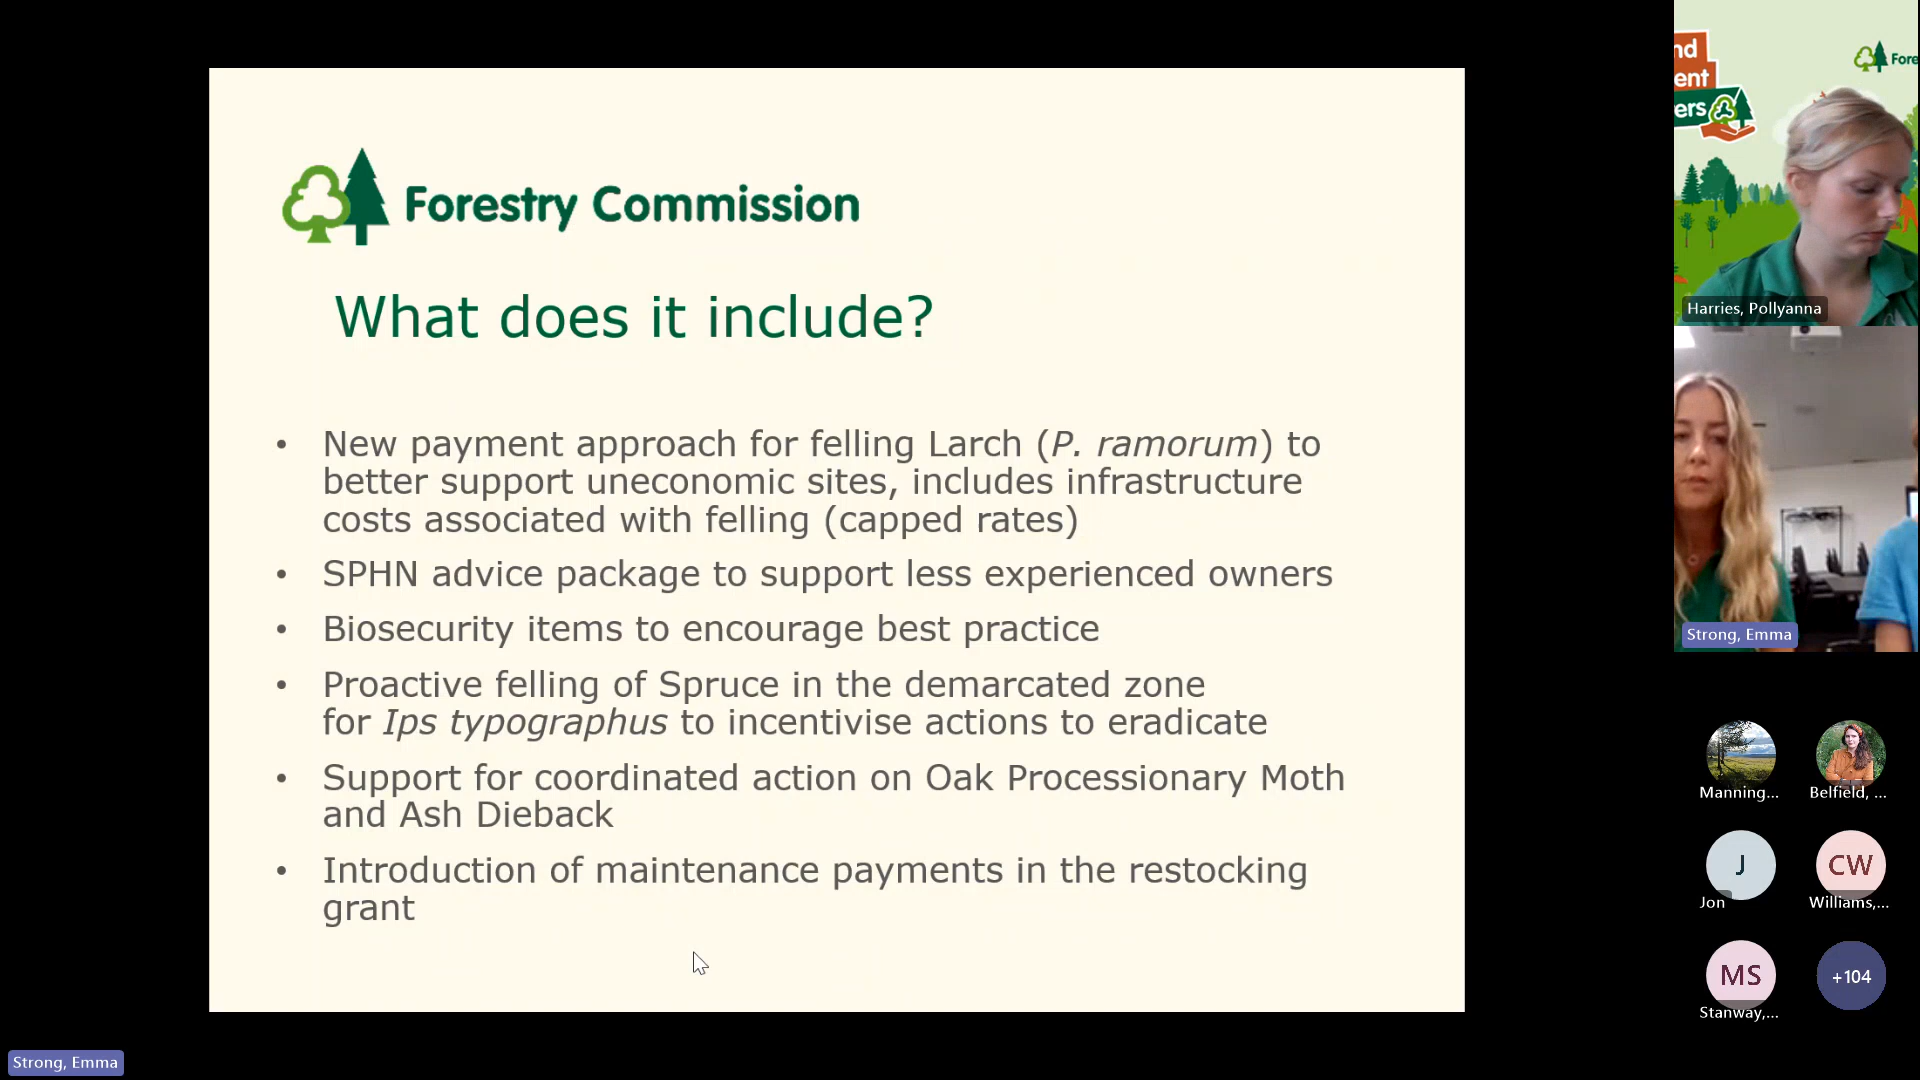 Forestry Commission
What does it include?
• New payment approach for felling Larch (P. ramorum) to
better support uneconomic sites, includes infrastructure
costs associated with felling (capped rates)
• SPHN advice package to support less experienced owners
• Biosecurity items to encourage best practice
• Proactive felling of Spruce in the demarcated zone
for Ips typographus to incentivise actions to eradicate
• Support for coordinated action on Oak Processionary Moth
and Ash Dieback
• Introduction of maintenance payments in the restocking
grant
Strong, Emma
nd
ent
ers
Fore
Harries, Pollyanna
Strong, Emma
Manning...
Belfield, ...
J
Jon
CW
Williams,...
MS
Stanway,...
+104